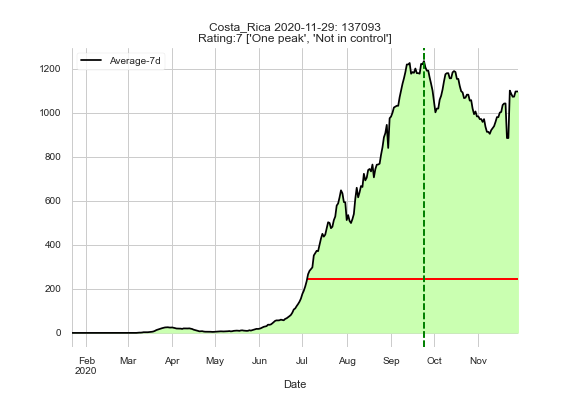 Costa_Rica 2020-11-29: 137093
Rating:7 ['One peak', 'Not in control']
Average-7d
1200
1000
800
600
400
200
0
Feb Mar Apr May Jun Jul Aug Sep Oct Nov
2020
Date